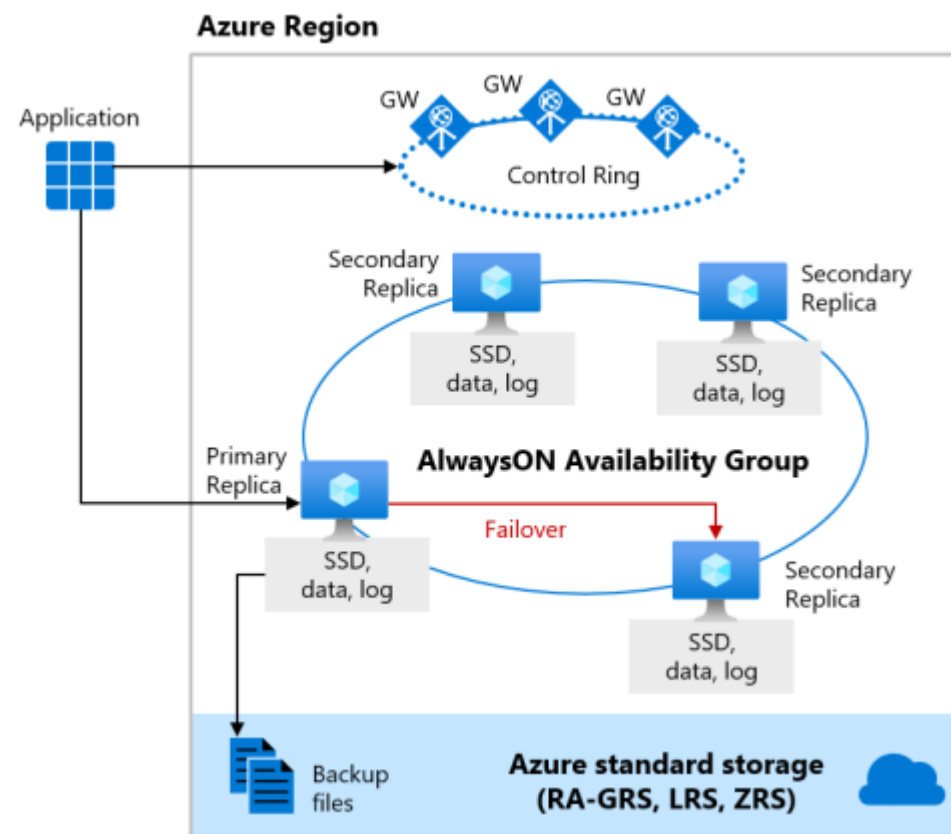 Azure Region
Application
GW
GW
GW
Control Ring
Secondary
Replica
SSD,
data, log
Secondary
Replica
SSD,
data, log
AlwaysON Availability Group
Primary
Replica
SSD,
data, log
Failover
Secondary
Replica
SSD,
data, log
Backup
files
Azure standard storage
(RA-GRS, LRS, ZRS)